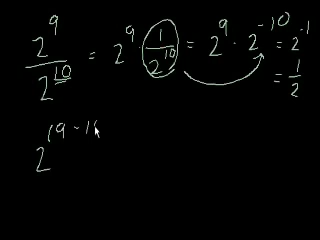 2^9 / 2^10 = 2^9 · 1 / 2^10 = 2^9 · 2^-10 = 2^-1
= 1 / 2
2^(9-1